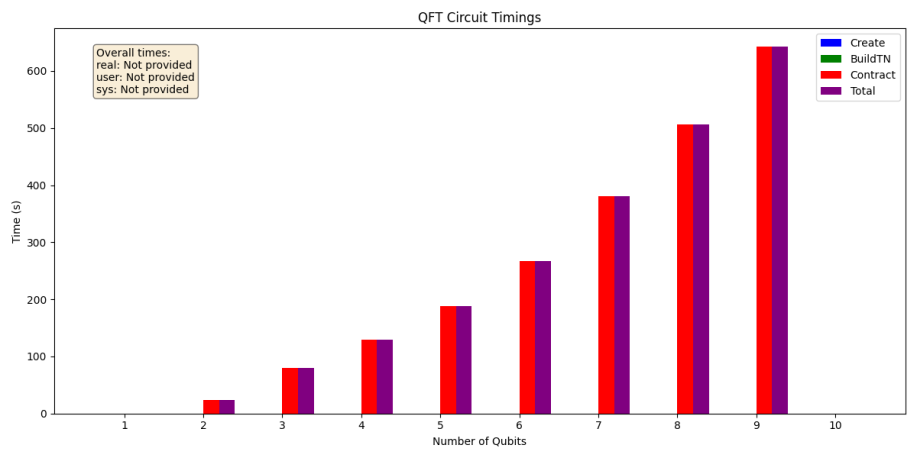 QFT Circuit Timings
Overall times:
real: Not provided
user: Not provided
sys: Not provided
Create
BuildTN
Contract
Total
Time (s)
600
500
400
300
200
100
0
1 2 3 4 5 6 7 8 9 10
Number of Qubits